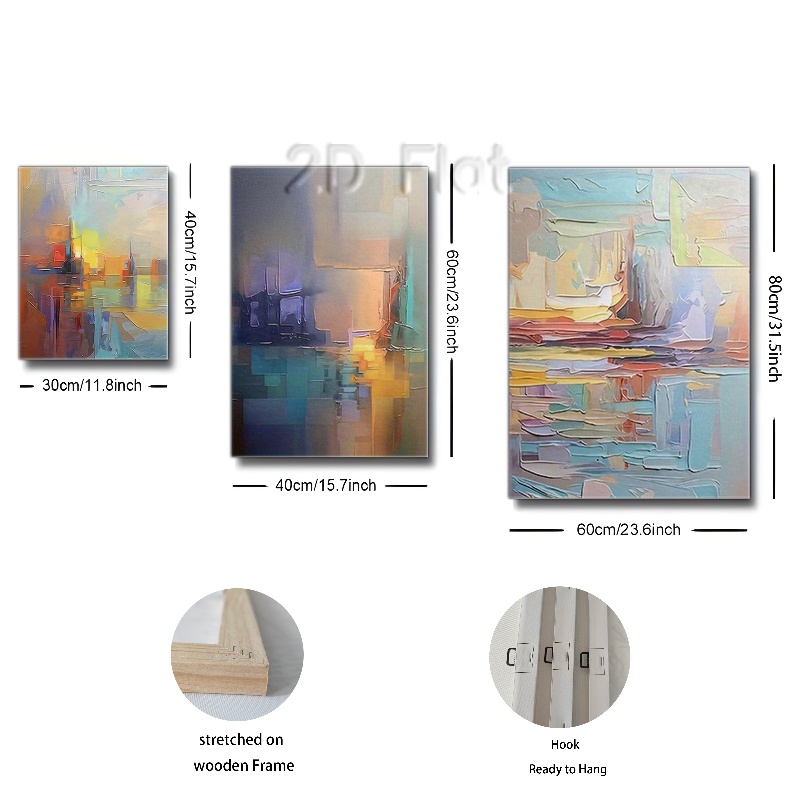 2D Flat
40cm/15.7inch
30cm/11.8inch
60cm/23.6inch
40cm/15.7inch
80cm/31.5inch
60cm/23.6inch
stretched on
wooden Frame
Hook
Ready to Hang